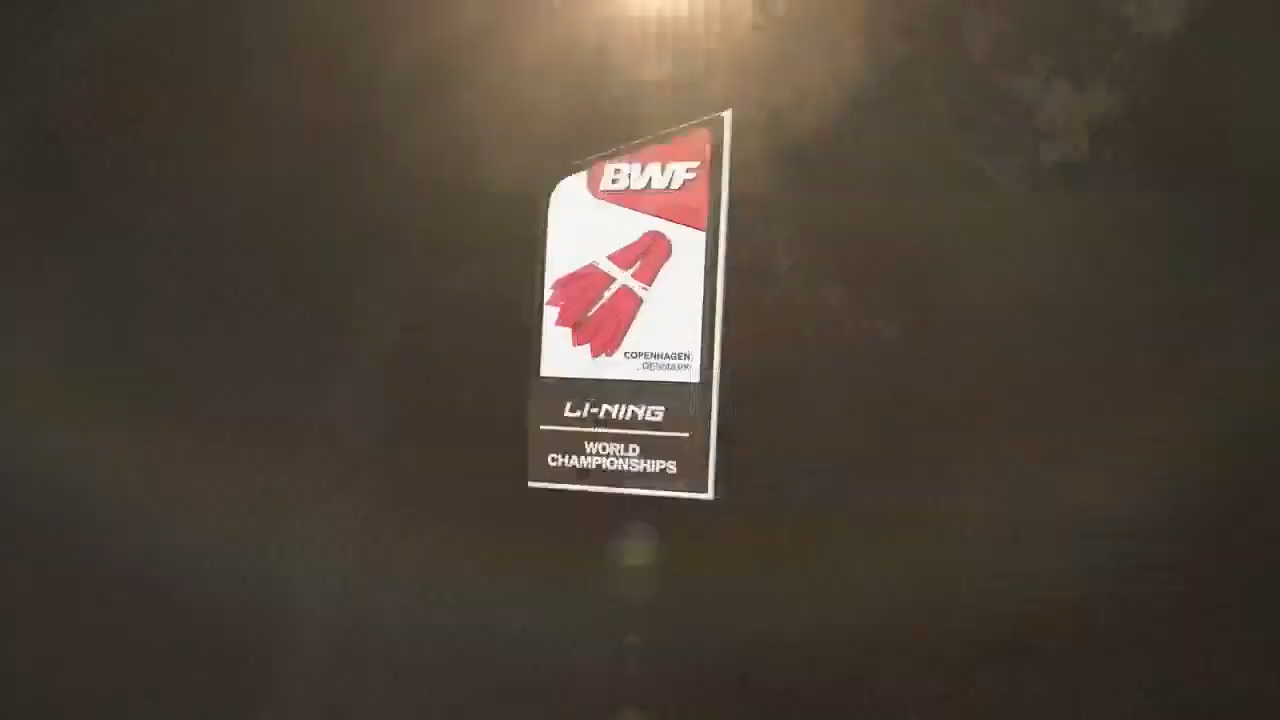 BWF
COPENHAGEN
DENMARK
LI-NING
WORLD
CHAMPIONSHIPS